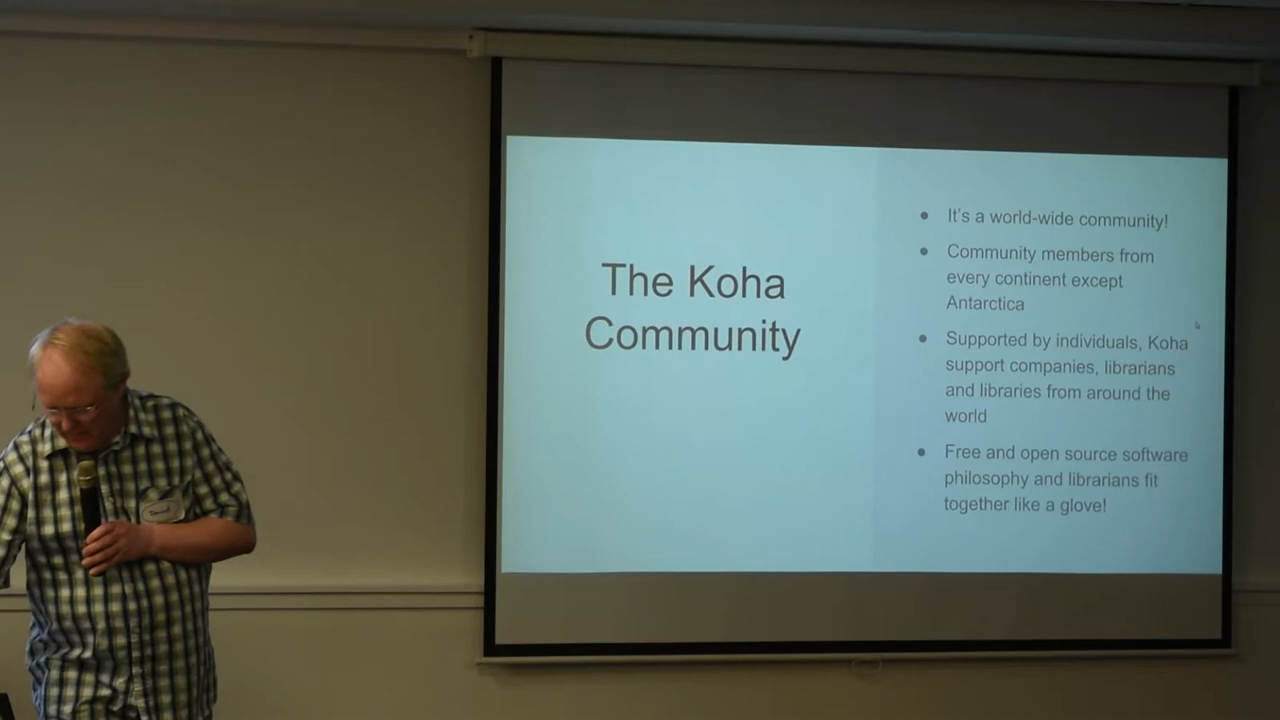 The Koha
Community
● It's a world-wide community!
● Community members from
every continent except
Antarctica
● Supported by individuals, Koha
support companies, librarians
and libraries from around the
world
● Free and open source software
philosophy and librarians fit
together like a glove!